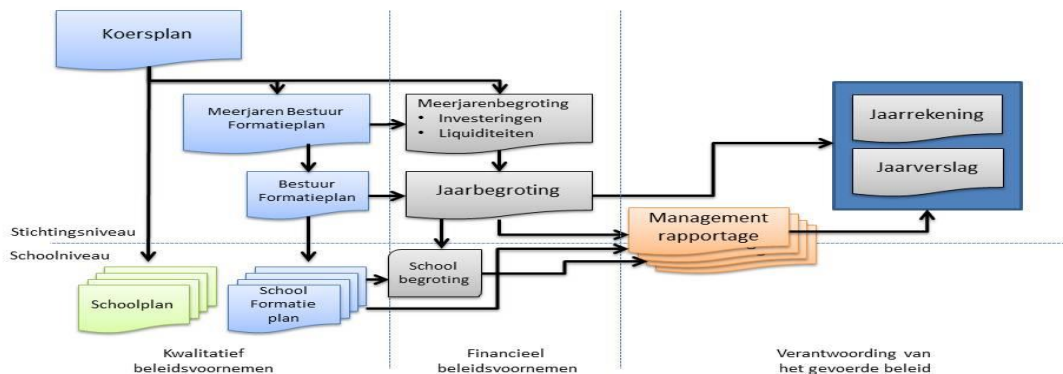 Koersplan
Meerjaren Bestuur
Formatieplan
Meerjarenbegroting
• Investeringen
• Liquiditeiten
Jaarrekening
Jaarverslag
Bestuur
Formatieplan
Jaarbegroting
Management
rapportage
Stichtingsniveau
Schoolniveau
Schoolplan
School
Formatie
plan
School
begroting
Kwalitatief
beleidsvoornemen
Financieel
beleidsvoornemen
Verantwoording van
het gevoerde beleid